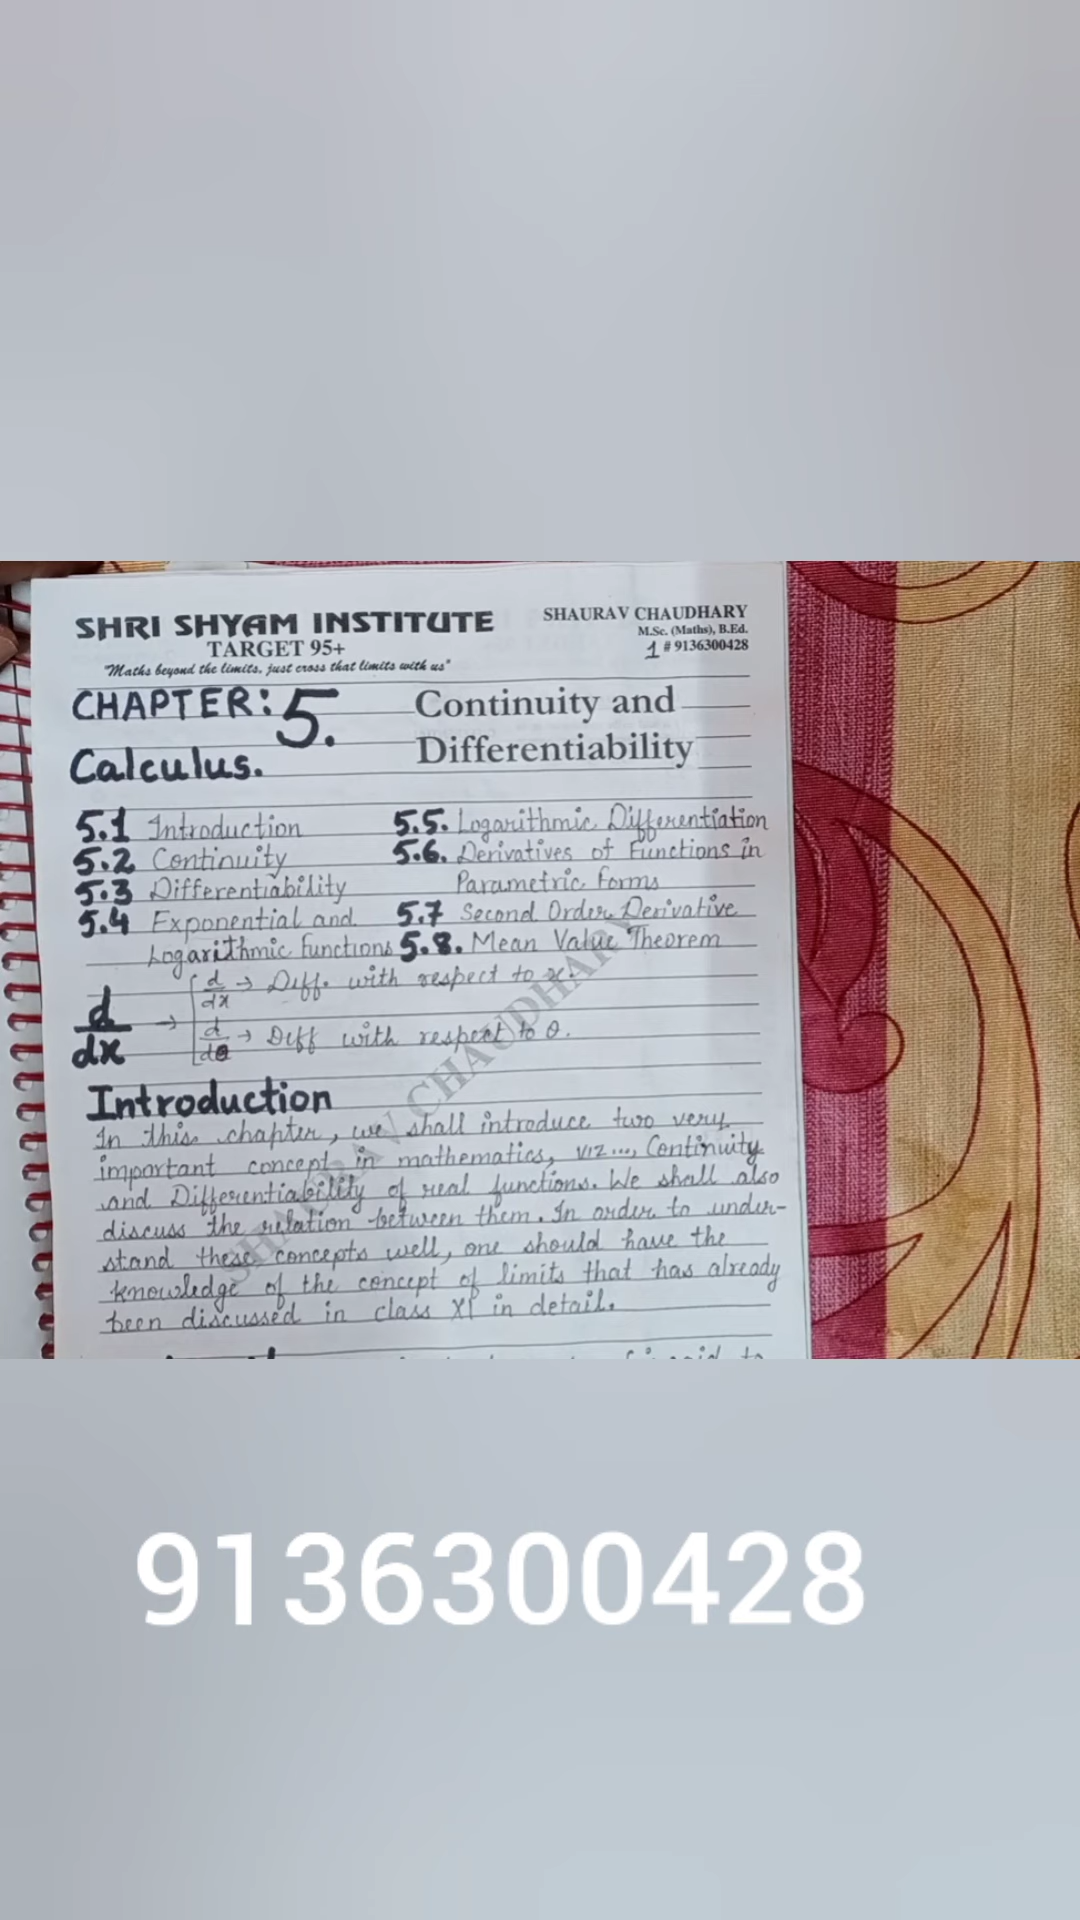 SHRI SHYAM INSTITUTE
TARGET 95+
"Maths beyond the limits, just cross that limits with us"
SHAURAV CHAUDHARY
M.Sc. (Maths), B.Ed.
1 # 9136300428
CHAPTER: 5.
Calculus.
Continuity and
Differentiability
5.1 Introduction
5.2 Continuity
5.3 Differentiability
5.4 Exponential and
Logarithmic functions
5.5. Logarithmic Differentiation
5.6. Derivatives of Functions in
Parametric forms
5.7 Second Order Derivative
5.8. Mean Value Theorem
d/dx → [ d/dx → Diff. with respect to x.
d/dθ → Diff with respect to θ.
Introduction
In this chapter, we shall introduce two very
important concept in mathematics, viz..., Continuity
and Differentiability of real functions. We shall also
discuss the relation between them. In order to under-
stand these concepts well, one should have the
knowledge of the concept of limits that has already
been discussed in class XI in detail.
SHAURAV CHAUDHARY
9136300428